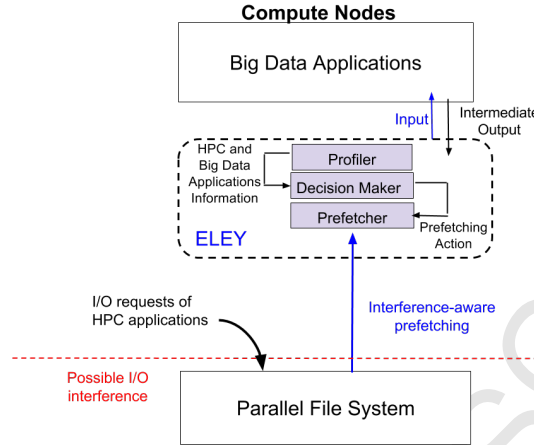 Compute Nodes
Big Data Applications
Input
Intermediate
Output
HPC and
Big Data
Applications
Information
Profiler
Decision Maker
Prefetcher
Prefetching
Action
ELEY
I/O requests of
HPC applications
Interference-aware
prefetching
Possible I/O
interference
Parallel File System